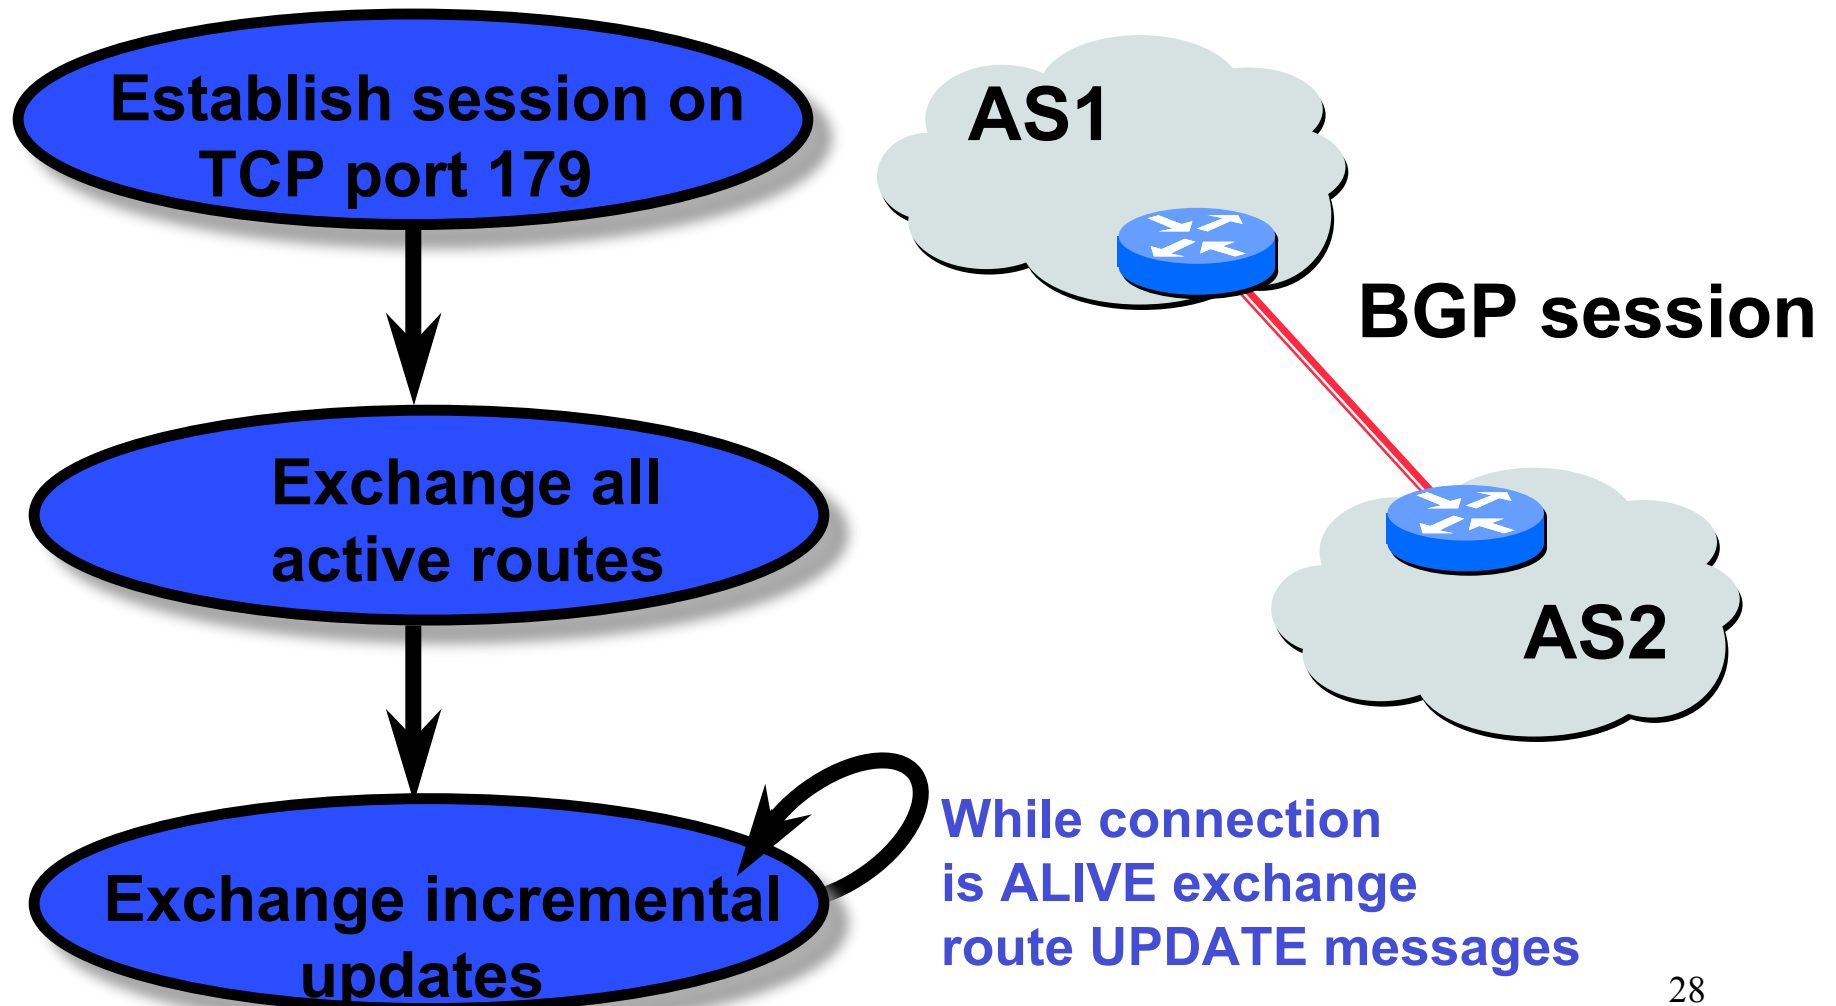 Establish session on
TCP port 179
Exchange all
active routes
Exchange incremental
updates
AS1
BGP session
AS2
While connection
is ALIVE exchange
route UPDATE messages
28